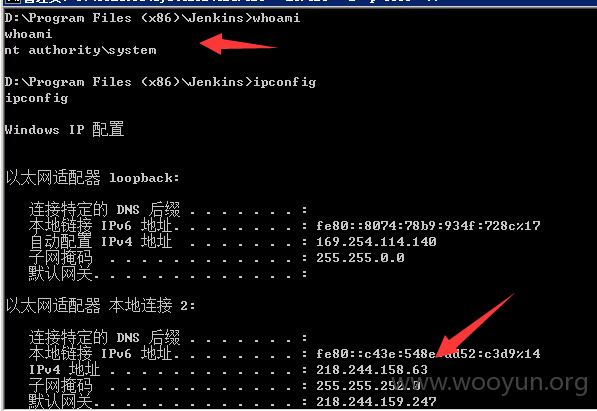 D:\Program Files (x86)\Jenkins>whoami
whoami
nt authority\system
D:\Program Files (x86)\Jenkins>ipconfig
ipconfig
Windows IP 配置
以太网适配器 loopback:
连接特定的 DNS 后缀 . . . . . . . :
本地链接 IPv6 地址. . . . . . . . : fe80::8074:78b9:934f:728c%17
自动配置 IPv4 地址 . . . . . . . : 169.254.114.140
子网掩码 . . . . . . . . . . . . : 255.255.0.0
默认网关. . . . . . . . . . . . . :
以太网适配器 本地连接 2:
连接特定的 DNS 后缀 . . . . . . . :
本地链接 IPv6 地址. . . . . . . . : fe80::c43e:548e: c3d9%14
IPv4 地址 . . . . . . . . . . . . : 218.244.158.63
子网掩码 . . . . . . . . . . . . : 255.255.252.0
默认网关. . . . . . . . . . . . . : 218.244.159.247
www.wooyun.org